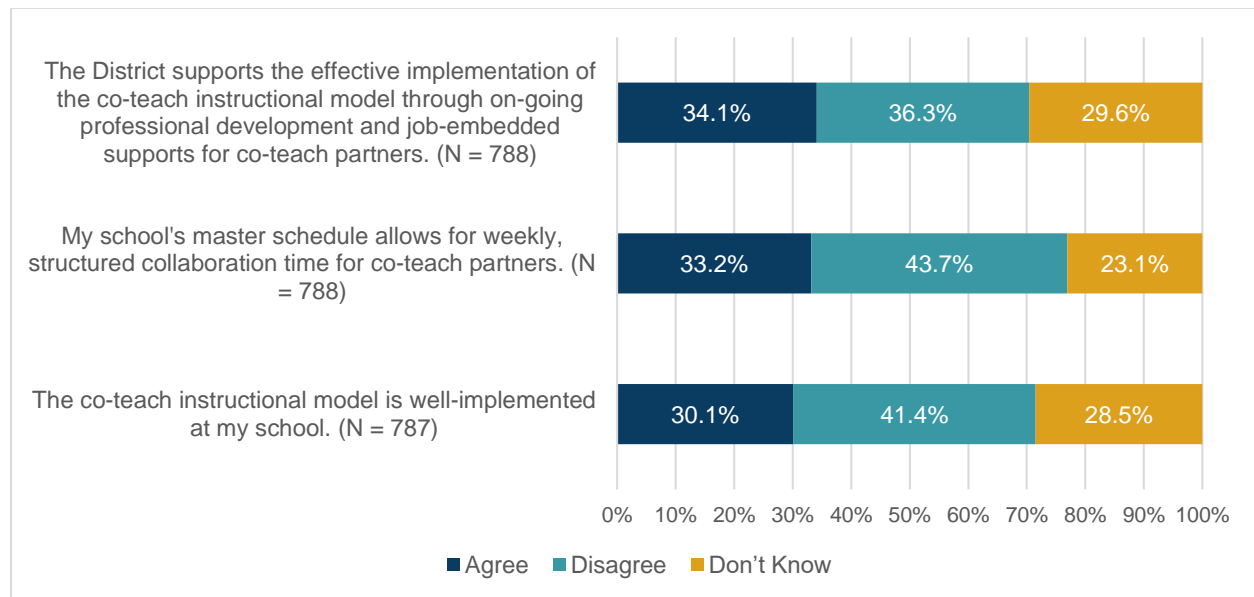 The District supports the effective implementation of
the co-teach instructional model through on-going
professional development and job-embedded
supports for co-teach partners. (N = 788)
34.1%
36.3%
29.6%
My school's master schedule allows for weekly,
structured collaboration time for co-teach partners. (N
= 788)
33.2%
43.7%
23.1%
The co-teach instructional model is well-implemented
at my school. (N = 787)
30.1%
41.4%
28.5%
0% 10% 20% 30% 40% 50% 60% 70% 80% 90% 100%
Agree Disagree Don’t Know